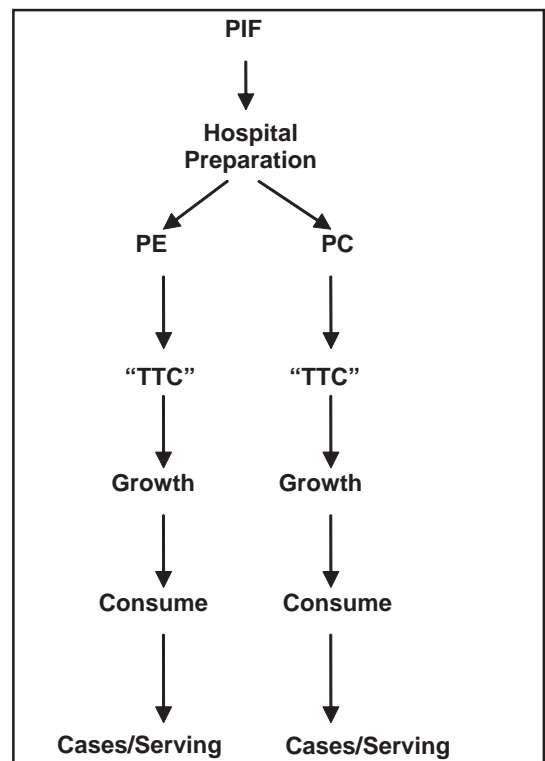 PIF
Hospital
Preparation
PE PC
“TTC” “TTC”
Growth Growth
Consume Consume
Cases/Serving Cases/Serving